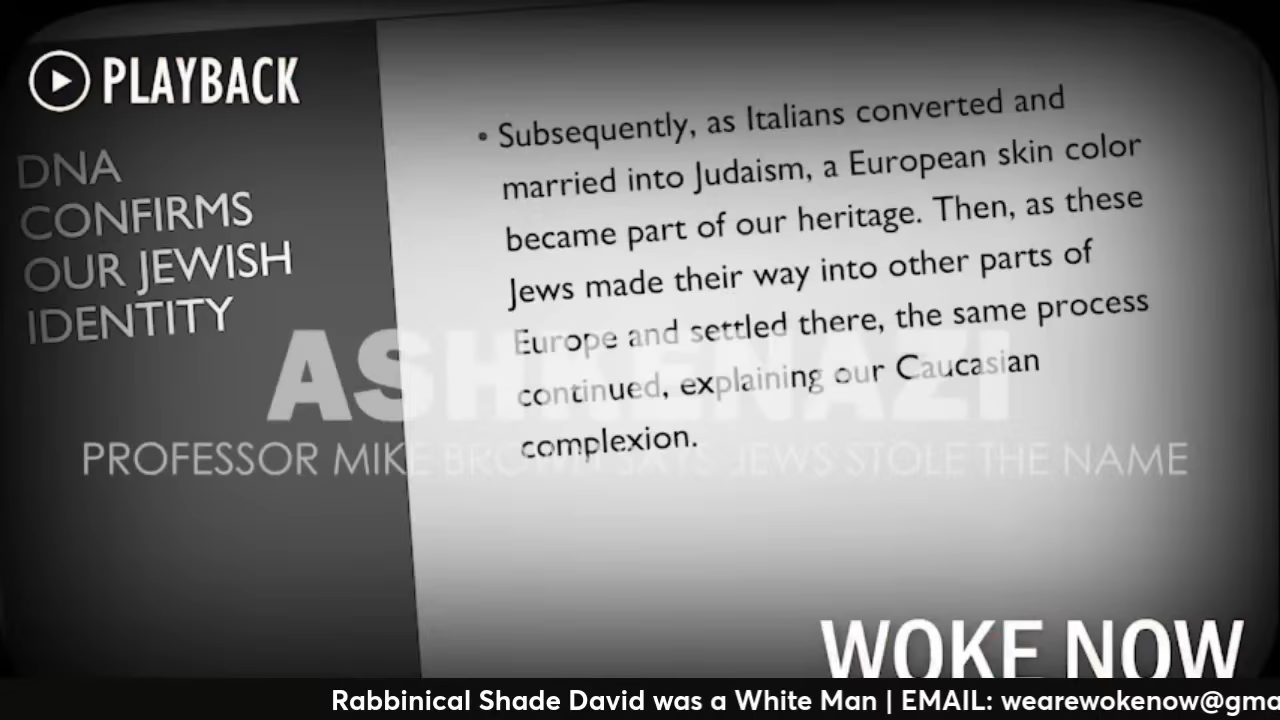 PLAYBACK
DNA
CONFIRMS
OUR JEWISH
IDENTITY
• Subsequently, as Italians converted and
married into Judaism, a European skin color
became part of our heritage. Then, as these
Jews made their way into other parts of
Europe and settled there, the same process
continued, explaining our Caucasian
complexion.
ASHKENAZI
PROFESSOR MIKE BROWN SAYS JEWS STOLE THE NAME
WOKE NOW
Rabbinical Shade David was a White Man | EMAIL: wearewokenow@gma